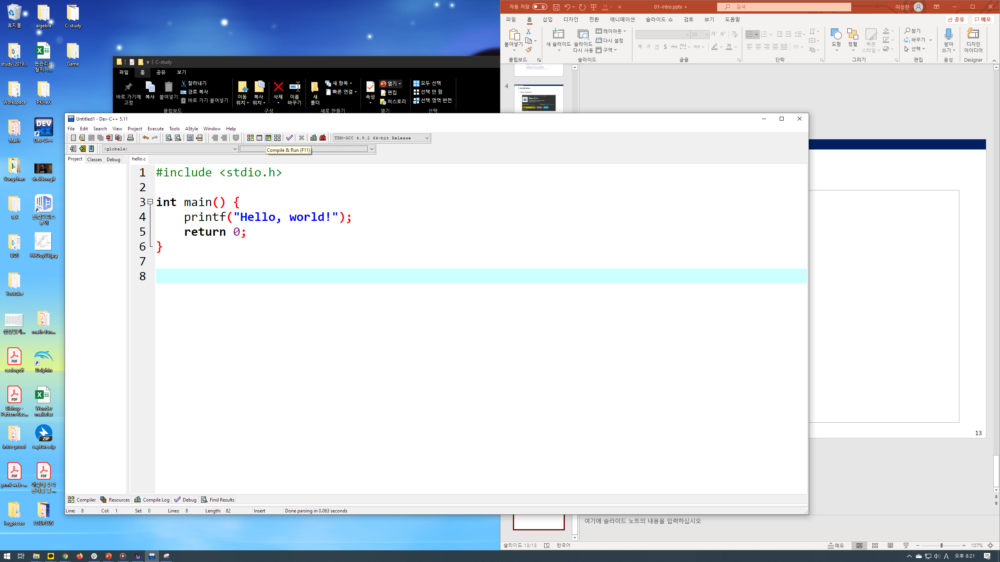 휴지통
algebra
C-study
study-2019...
돈관리는 철저하...
Game
Workspace
PKHeX
Math
Dev-C++
Sungchan
sheldon.gif
TeX
한컴오피스 뷰어
BOJ
H9Ooy83.jpg
Youtube
성경읽기...
math-fun...
casio.pdf
Dolphin
Bishop - Pattern Rec...
Wonder mail.xlsx
intro-proof
capture.zip
prml-web-...
어떻게 수학 문제를 풀 ...
logpresso
LGUPLUS
C-study
파일 홈 공유 보기
바로 가기에 고정
복사
붙여넣기
잘라내기
경로 복사
바로 가기 붙여넣기
클립보드
이동 위치
복사 위치
삭제
이름 바꾸기
구성
새 폴더
새 항목
빠른 연결
새로 만들기
속성
열기
편집
히스토리
열기
모두 선택
선택 안 함
선택 영역 반전
선택
자동 저장 끔
01-intro.pptx
검색
이성찬
파일 홈 삽입 디자인 전환 애니메이션 슬라이드 쇼 검토 보기 도움말
공유 메모
붙여넣기
클립보드
새 슬라이드
슬라이드 다시 사용
레이아웃
다시 설정
구역
슬라이드
20
글꼴
단락
도형
정렬
빠른 스타일
그리기
찾기
바꾸기
선택
편집
받아쓰기
음성
디자인 아이디어
Designer
4
C Installation
Dev-C++
Untitled1 - Dev-C++ 5.11
File Edit Search View Project Execute Tools AStyle Window Help
TDM-GCC 4.9.2 64-bit Release
(globals)
Compile & Run (F11)
Project Classes Debug
hello.c
1 #include <stdio.h>
2
3 int main() {
4 printf("Hello, world!");
5 return 0;
6 }
7
8
Compiler Resources Compile Log Debug Find Results
Line: 8 Col: 1 Sel: 0 Lines: 8 Length: 82 Insert Done parsing in 0.063 seconds
13
여기에 슬라이드 노트의 내용을 입력하십시오
슬라이드 13/13 한국어
메모 107%
A 오후 8:21